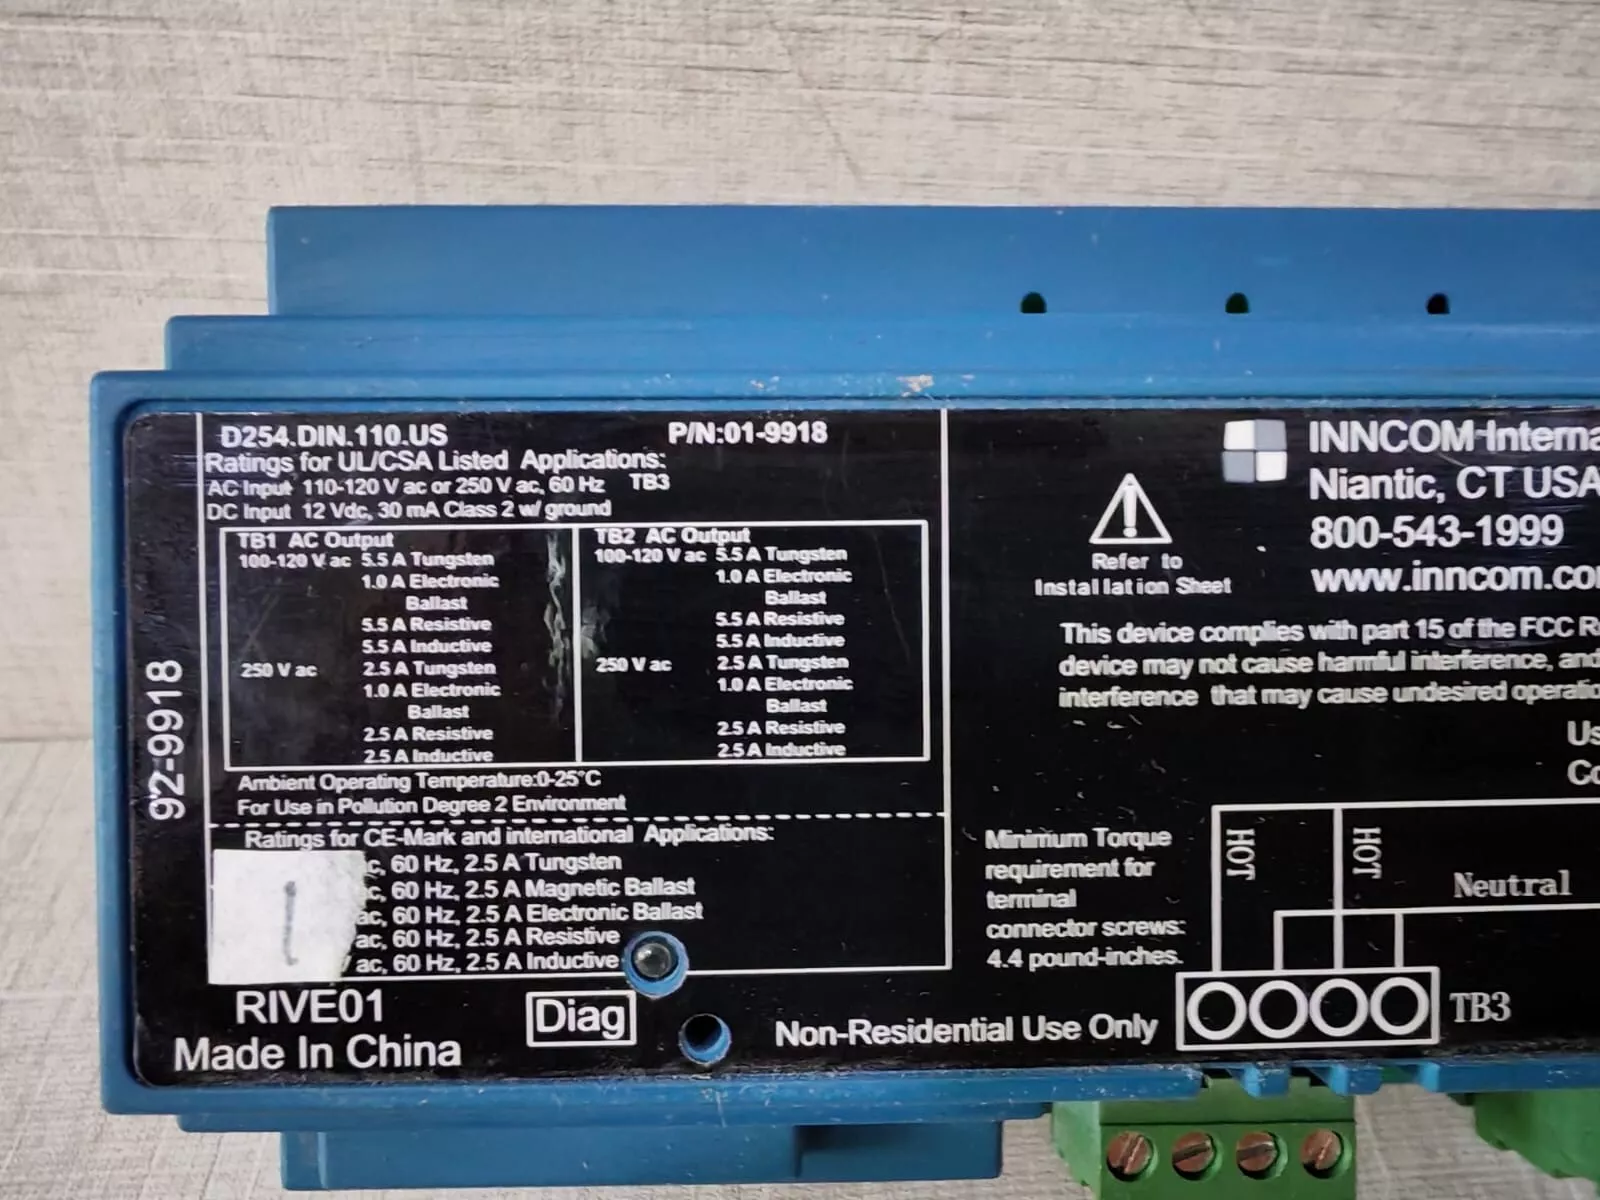 D254.DIN.110.US P/N:01-9918
Ratings for UL/CSA Listed Applications:
AC Input 110-120 V ac or 250 V ac, 60 Hz TB3
DC Input 12 Vdc, 30 mA Class 2 w/ ground
TB1 AC Output
100-120 V ac 5.5 A Tungsten
1.0 A Electronic
Ballast
5.5 A Resistive
5.5 A Inductive
250 V ac 2.5 A Tungsten
1.0 A Electronic
Ballast
2.5 A Resistive
2.5 A Inductive
TB2 AC Output
100-120 V ac 5.5 A Tungsten
1.0 A Electronic
Ballast
5.5 A Resistive
5.5 A Inductive
250 V ac 2.5 A Tungsten
1.0 A Electronic
Ballast
2.5 A Resistive
2.5 A Inductive
Ambient Operating Temperature:0-25°C
For Use in Pollution Degree 2 Environment
Ratings for CE-Mark and international Applications:
60 Hz, 2.5 A Tungsten
60 Hz, 2.5 A Magnetic Ballast
ac, 60 Hz, 2.5 A Electronic Ballast
ac, 60 Hz, 2.5 A Resistive
ac, 60 Hz, 2.5 A Inductive
RIVE01
Made In China
Diag
92-9918
Refer to
Installation Sheet
INNCOM Interna
Niantic, CT USA
800-543-1999
www.inncom.co
This device complies with part 15 of the FCC R
device may not cause harmful interference, and
interference that may cause undesired operatio
Us
Co
Minimum Torque
requirement for
terminal
connector screws:
4.4 pound-inches.
HOT
HOT
Neutral
TB3
Non-Residential Use Only